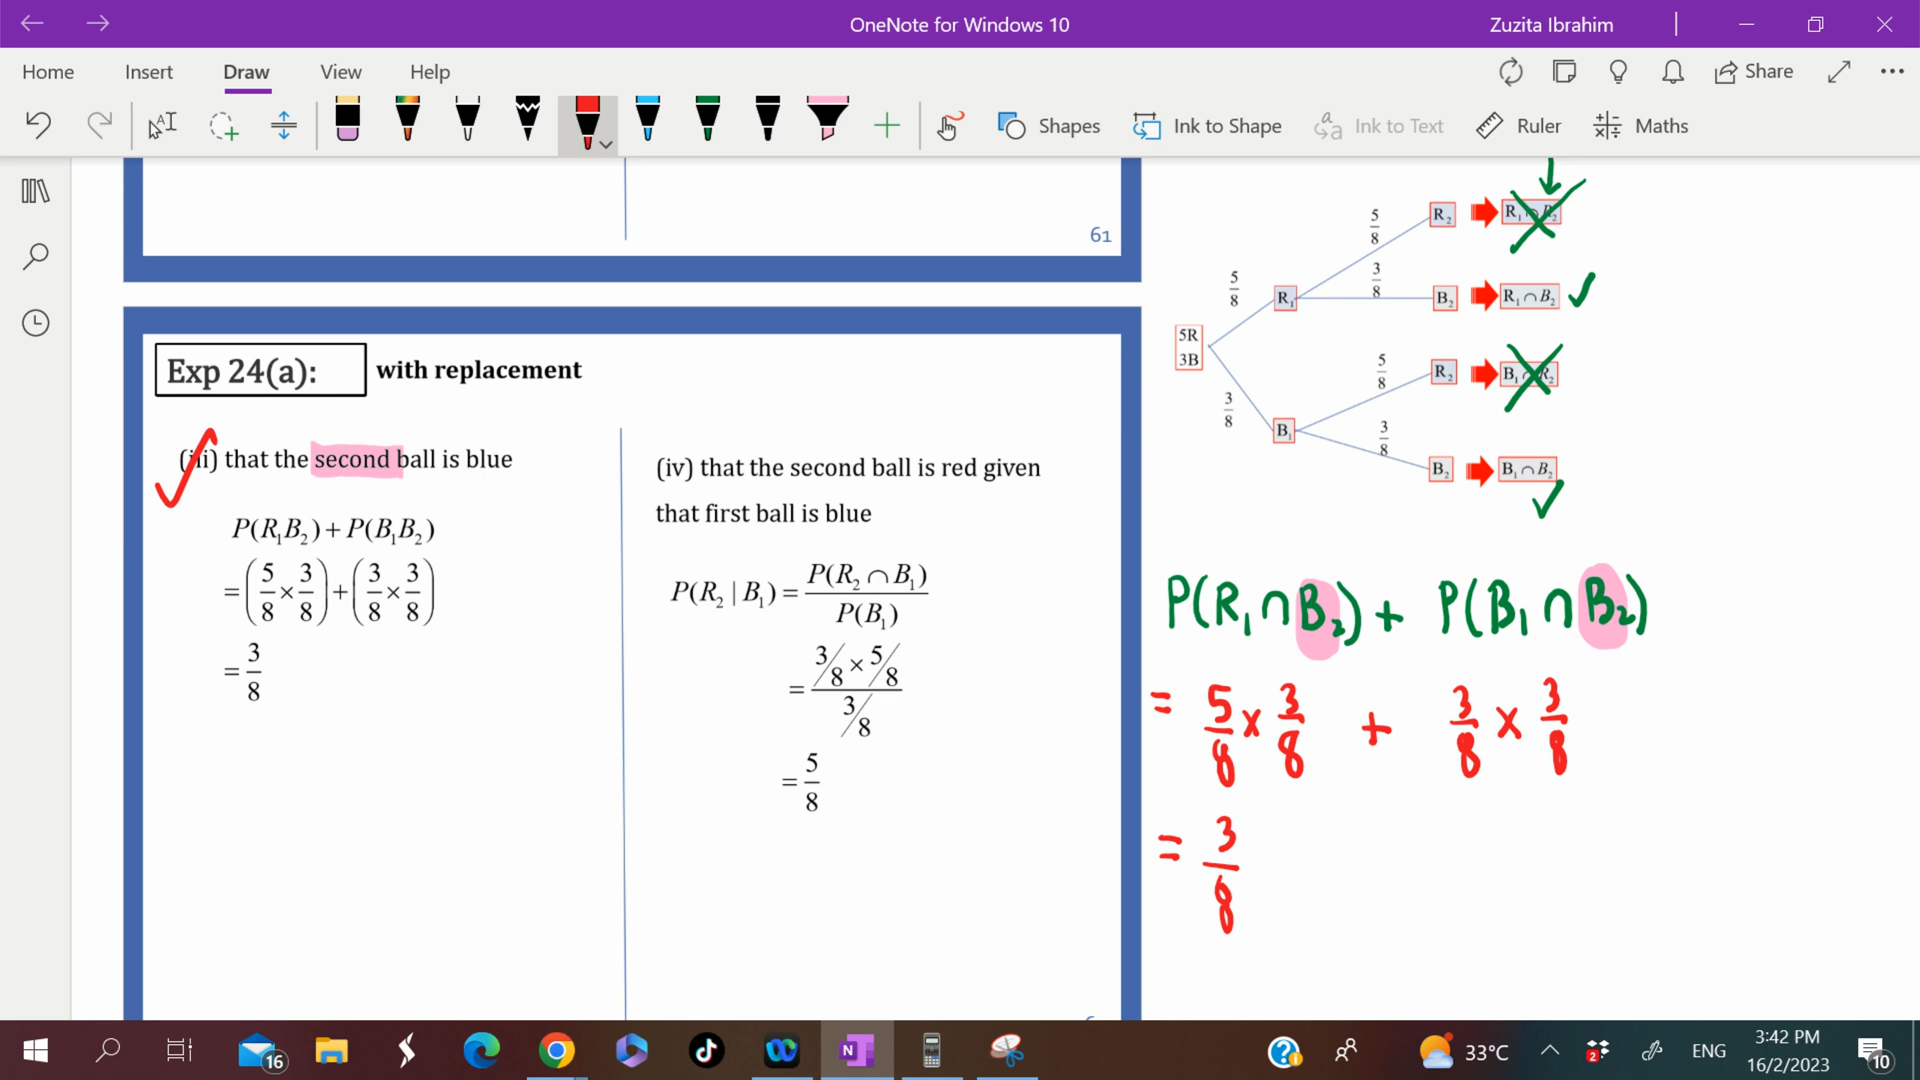 OneNote for Windows 10
Zuzita Ibrahim
Home Insert Draw View Help
Share
Shapes Ink to Shape Ink to Text Ruler Maths
61
Exp 24(a): with replacement
(iii) that the second ball is blue
P(R₁B₂) + P(B₁B₂)
= (5/8 × 3/8) + (3/8 × 3/8)
= 3/8
(iv) that the second ball is red given
that first ball is blue
P(R₂ | B₁) = P(R₂ ∩ B₁) / P(B₁)
= (3/8 × 5/8) / (3/8)
= 5/8
5/8 R₂ R₁ ∩ R₂
5/8 R₁ 3/8 B₂ R₁ ∩ B₂
5R
3B
5/8 R₂ B₁ ∩ R₂
3/8 B₁ 3/8 B₂ B₁ ∩ B₂
P(R₁ ∩ B₂) + P(B₁ ∩ B₂)
= 5/8 × 3/8 + 3/8 × 3/8
= 3/8
16
33°C
2
ENG
3:42 PM
16/2/2023
10